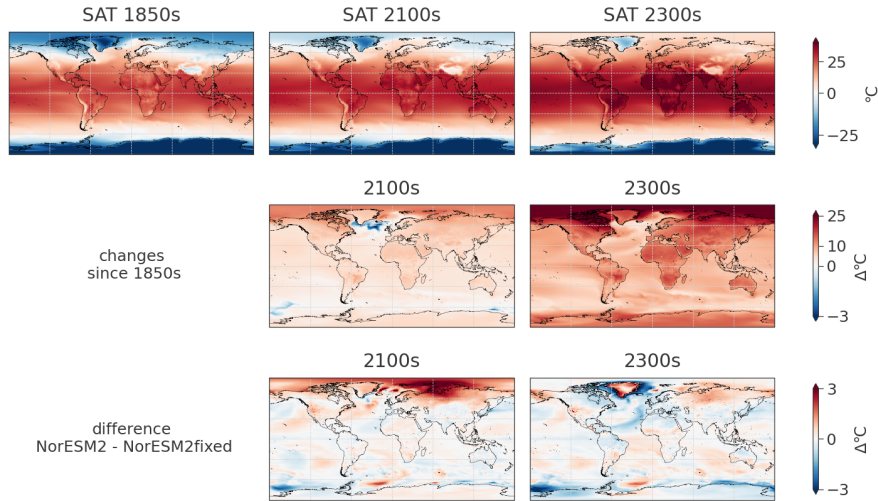 SAT 1850s
SAT 2100s
SAT 2300s
25
0
−25
°C
2100s
2300s
changes
since 1850s
25
10
0
−3
Δ°C
2100s
2300s
difference
NorESM2 - NorESM2fixed
3
0
−3
Δ°C